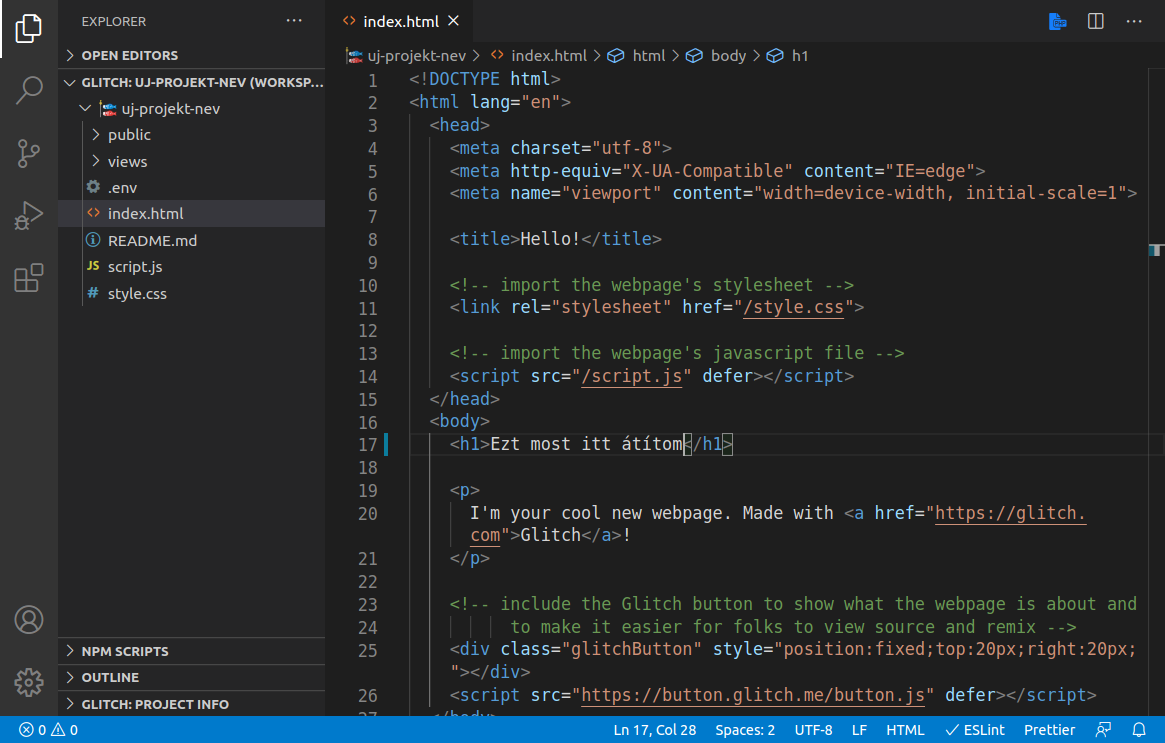 EXPLORER
OPEN EDITORS
GLITCH: UJ-PROJEKT-NEV (WORKSP...
uj-projekt-nev
public
views
.env
index.html
README.md
JS script.js
# style.css
NPM SCRIPTS
OUTLINE
GLITCH: PROJECT INFO
index.html
uj-projekt-nev > index.html > html > body > h1
1 <!DOCTYPE html>
2 <html lang="en">
3 <head>
4 <meta charset="utf-8">
5 <meta http-equiv="X-UA-Compatible" content="IE=edge">
6 <meta name="viewport" content="width=device-width, initial-scale=1">
7
8 <title>Hello!</title>
9
10 <!-- import the webpage's stylesheet -->
11 <link rel="stylesheet" href="/style.css">
12
13 <!-- import the webpage's javascript file -->
14 <script src="/script.js" defer></script>
15 </head>
16 <body>
17 <h1>Ezt most itt átítom</h1>
18
19 <p>
20 I'm your cool new webpage. Made with <a href="https://glitch.
com">Glitch</a>!
21 </p>
22
23 <!-- include the Glitch button to show what the webpage is about and
24 to make it easier for folks to view source and remix -->
25 <div class="glitchButton" style="position:fixed;top:20px;right:20px;
"></div>
26 <script src="https://button.glitch.me/button.js" defer></script>
27 </body>
0 0 Ln 17, Col 28 Spaces: 2 UTF-8 LF HTML ESLint Prettier